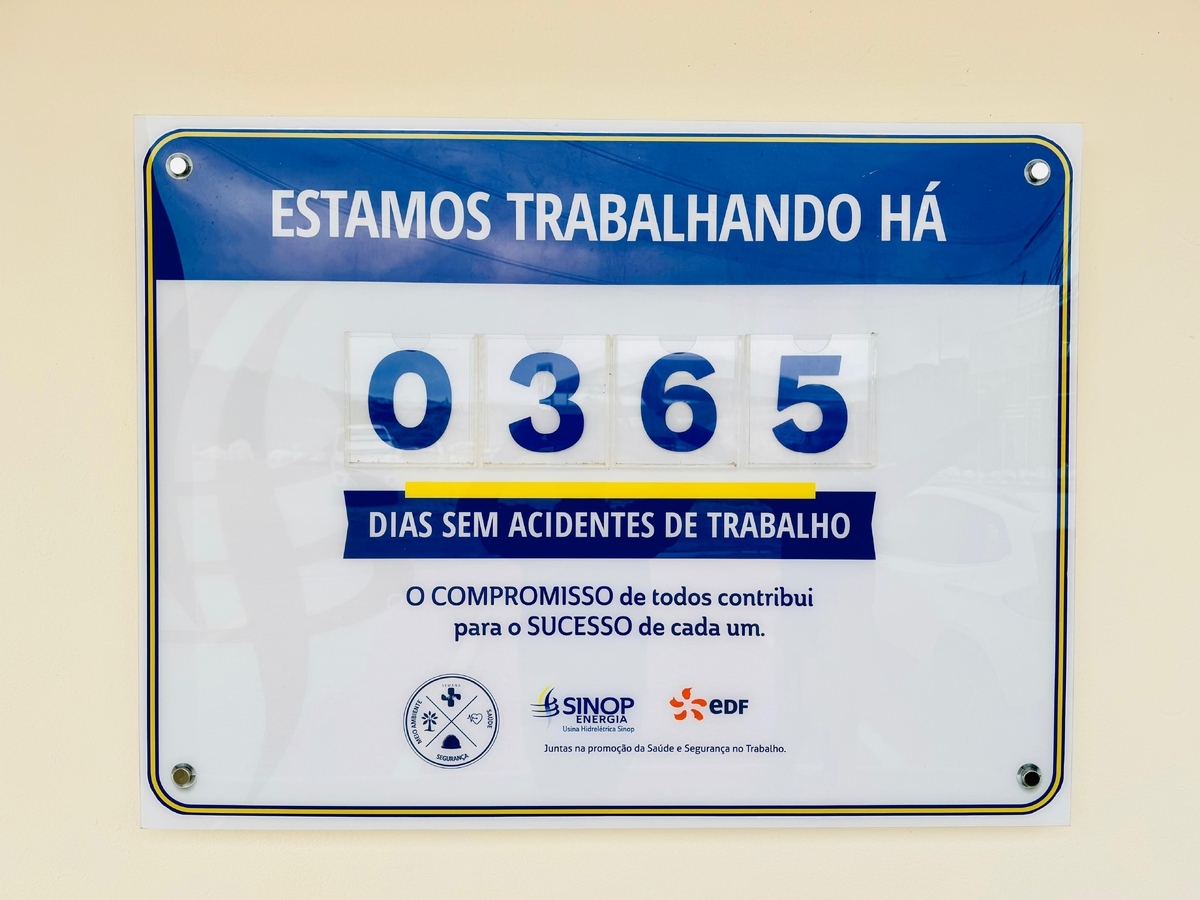 ESTAMOS TRABALHANDO HÁ
0365
DIAS SEM ACIDENTES DE TRABALHO
O COMPROMISSO de todos contribui
para o SUCESSO de cada um.
SEMANA
MEIO AMBIENTE
SAÚDE
SEGURANÇA
SINOP
ENERGIA
Usina Hidrelétrica Sinop
eDF
Juntas na promoção da Saúde e Segurança no Trabalho.